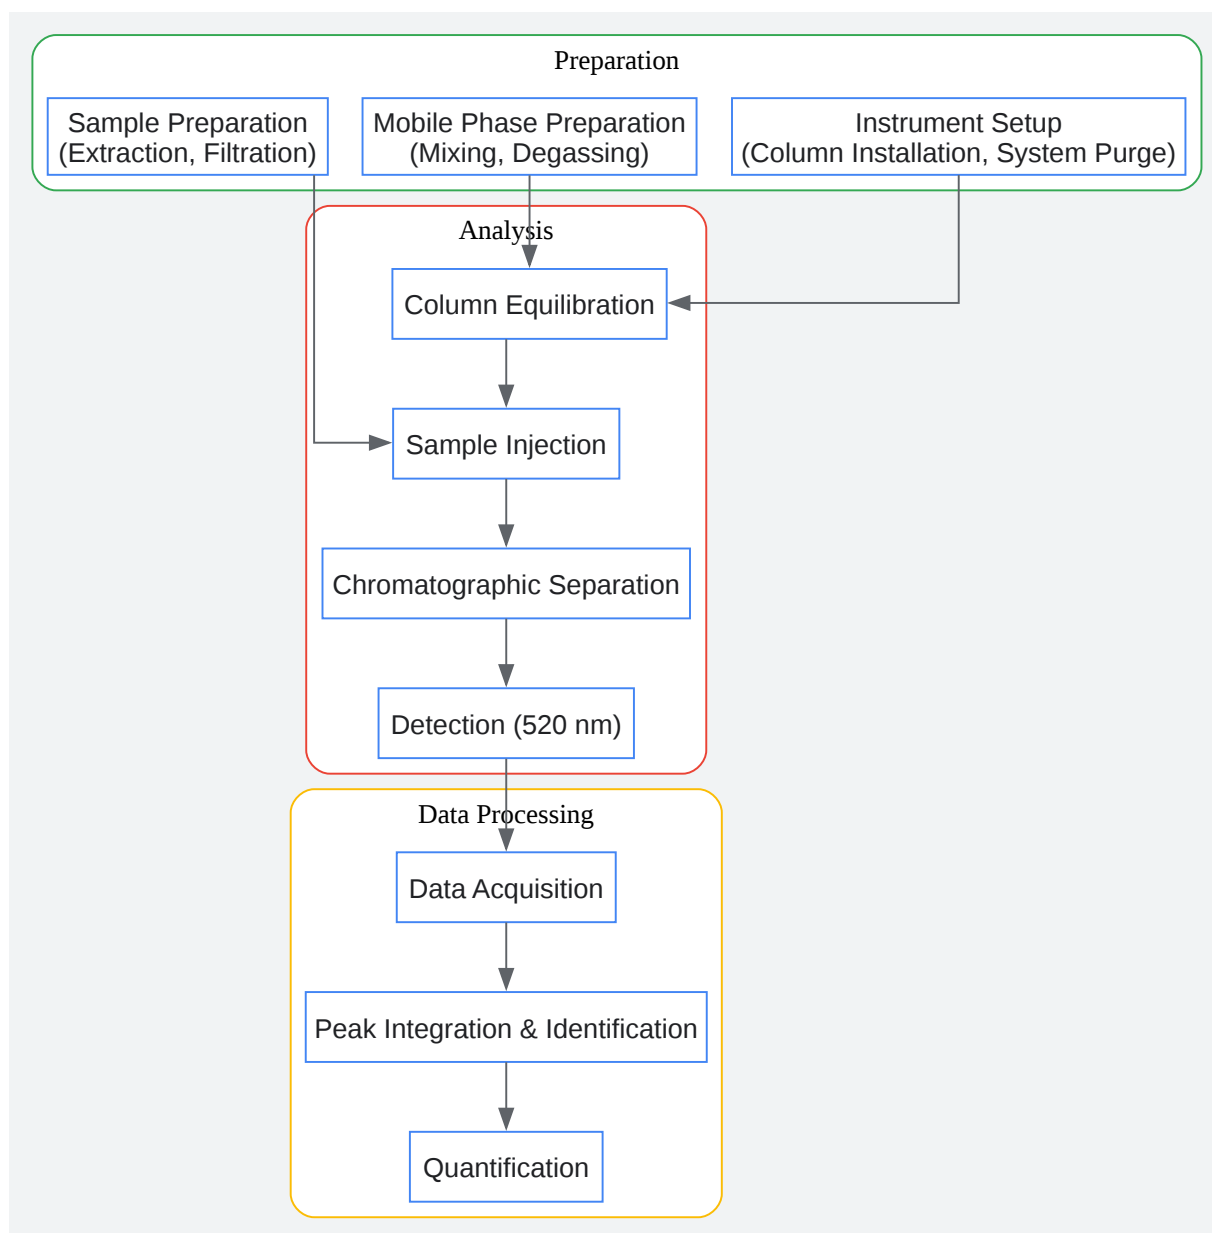 Preparation
Sample Preparation
(Extraction, Filtration)
Mobile Phase Preparation
(Mixing, Degassing)
Instrument Setup
(Column Installation, System Purge)
Analysis
Column Equilibration
Sample Injection
Chromatographic Separation
Detection (520 nm)
Data Processing
Data Acquisition
Peak Integration & Identification
Quantification